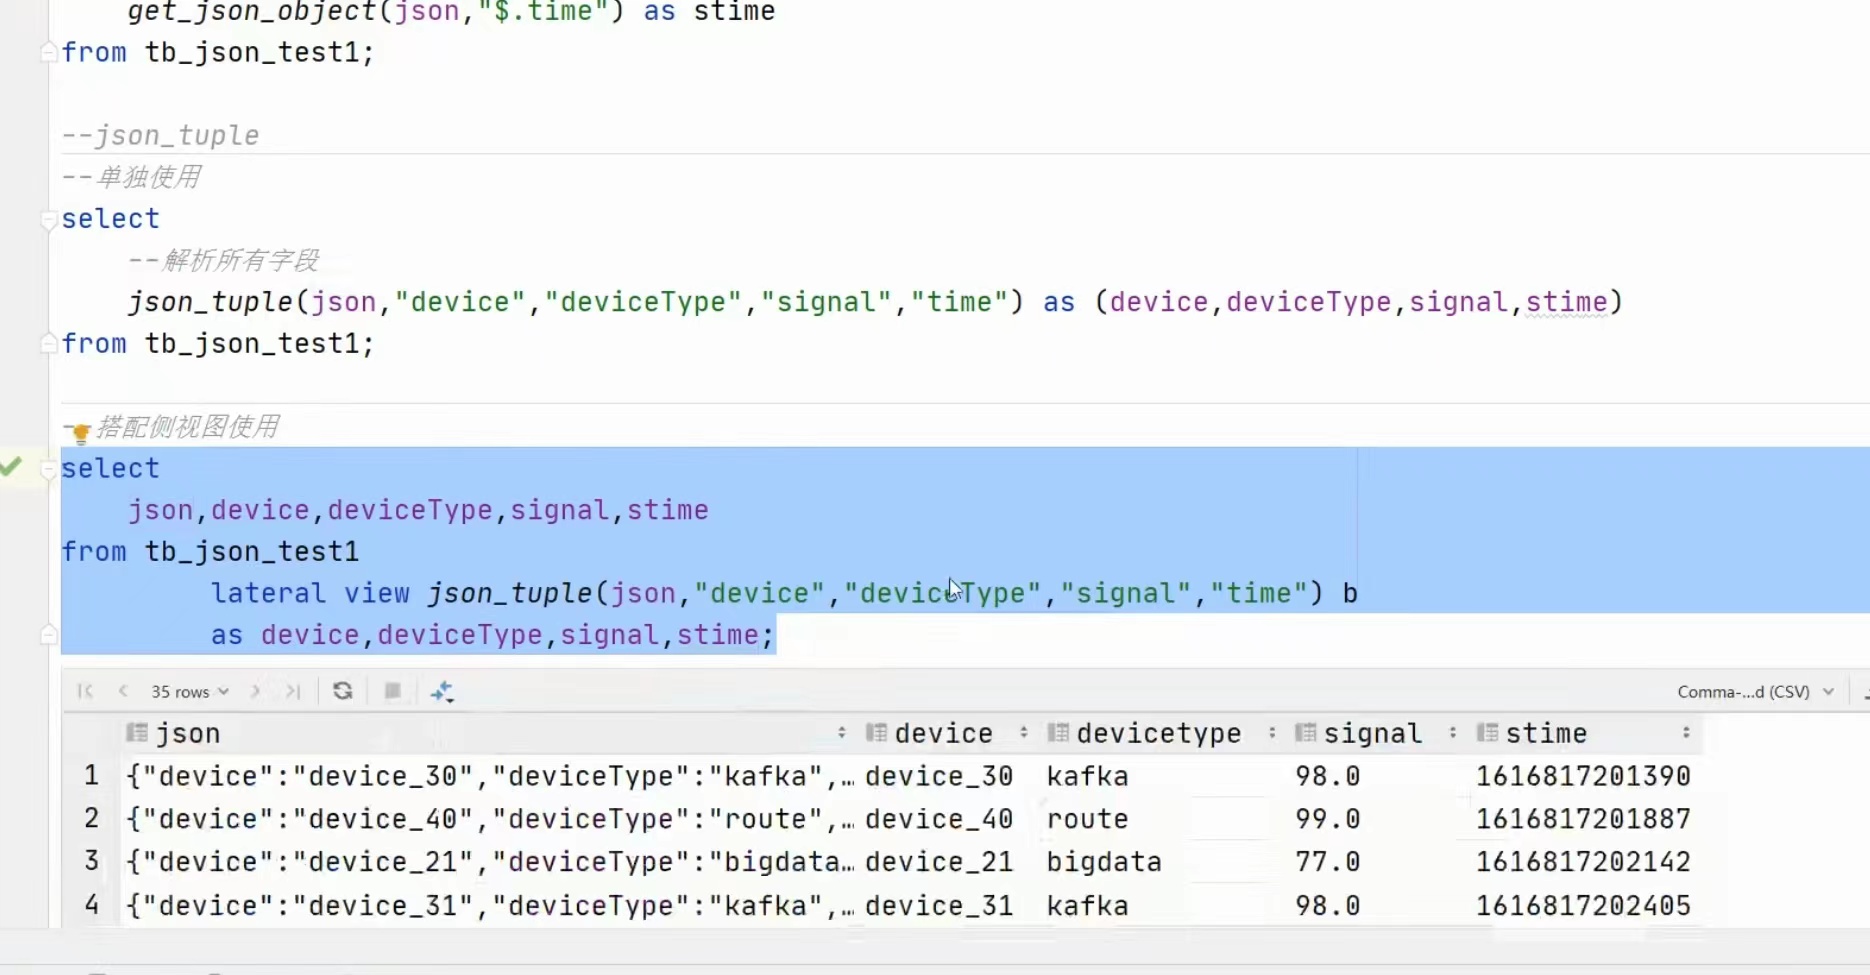 get_json_object(json,"$.time") as stime
from tb_json_test1;
--json_tuple
--单独使用
select
--解析所有字段
json_tuple(json,"device","deviceType","signal","time") as (device,deviceType,signal,stime)
from tb_json_test1;
--搭配侧视图使用
select
json,device,deviceType,signal,stime
from tb_json_test1
lateral view json_tuple(json,"device","deviceType","signal","time") b
as device,deviceType,signal,stime;
35 rows Comma-...d (CSV)
json device devicetype signal stime
1 {"device":"device_30","deviceType":"kafka",… device_30 kafka 98.0 1616817201390
2 {"device":"device_40","deviceType":"route",… device_40 route 99.0 1616817201887
3 {"device":"device_21","deviceType":"bigdata… device_21 bigdata 77.0 1616817202142
4 {"device":"device_31","deviceType":"kafka",… device_31 kafka 98.0 1616817202405